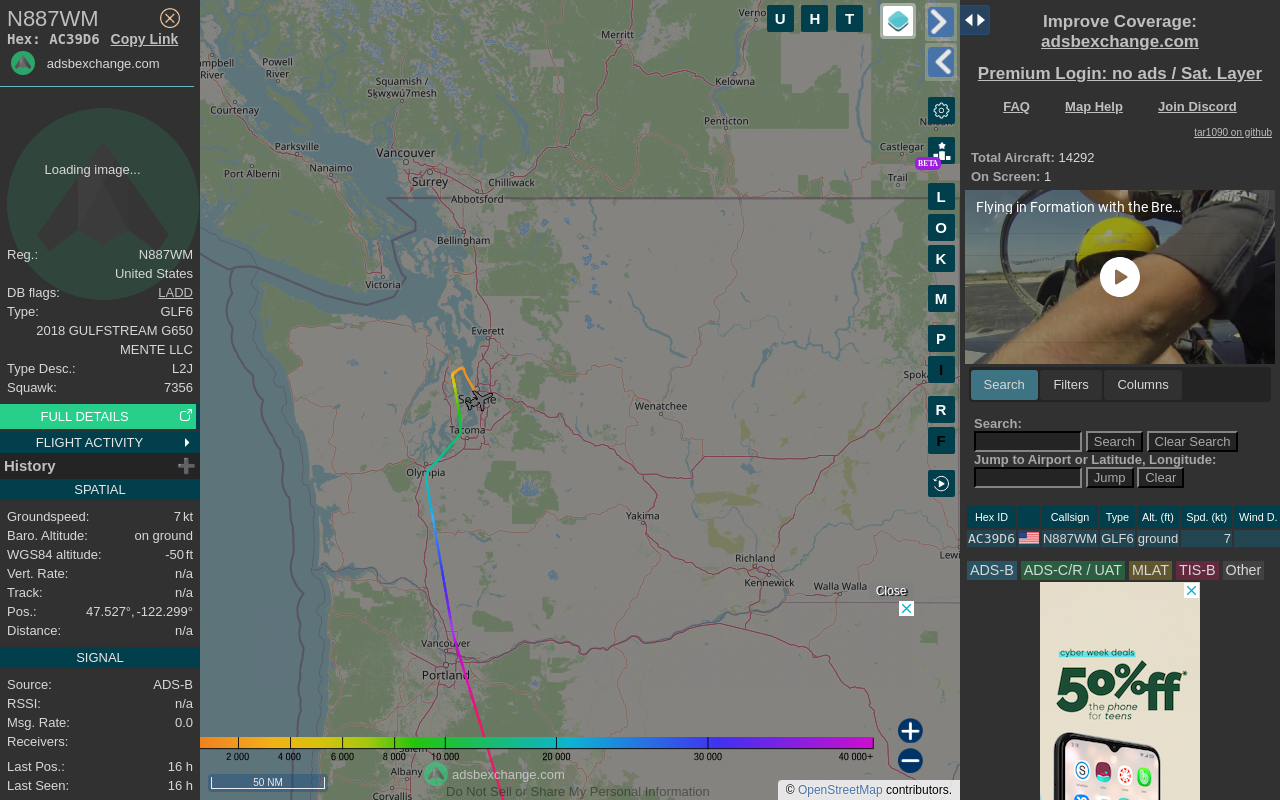 N887WM
Hex: AC39D6 Copy Link
adsbexchange.com
Loading image...
Reg.: N887WM
United States
DB flags: LADD
Type: GLF6
2018 GULFSTREAM G650
MENTE LLC
Type Desc.: L2J
Squawk: 7356
FULL DETAILS
FLIGHT ACTIVITY
History
SPATIAL
Groundspeed: 7 kt
Baro. Altitude: on ground
WGS84 altitude: -50 ft
Vert. Rate: n/a
Track: n/a
Pos.: 47.527°, -122.299°
Distance: n/a
SIGNAL
Source: ADS-B
RSSI: n/a
Msg. Rate: 0.0
Receivers:
Last Pos.: 16 h
Last Seen: 16 h
U H T
Merritt
Powell
River
River
Squamish /
Sḵwx̱wú7mesh
Kelowna
Courtenay
Penticton
Parksville
Vancouver
Nanaimo
Castlegar
Port Alberni
Surrey
Chilliwack
Trail
Abbotsford
Bellingham
Victoria
Everett
Wenatchee
Tacoma
Olympia
Yakima
Richland
Kennewick
Walla Walla
Vancouver
Portland
Albany
Corvallis
BETA
L
O
K
M
P
I
R
F
Close
2 000 4 000 6 000 8 000 10 000 20 000 30 000 40 000+
50 NM
adsbexchange.com
Do Not Sell or Share My Personal Information
© OpenStreetMap contributors.
Improve Coverage:
adsbexchange.com
Premium Login: no ads / Sat. Layer
FAQ Map Help Join Discord
tar1090 on github
Total Aircraft: 14292
On Screen: 1
Flying in Formation with the Bre...
Search Filters Columns
Search:
Search Clear Search
Jump to Airport or Latitude, Longitude:
Jump Clear
Hex ID Callsign Type Alt. (ft) Spd. (kt) Wind D.
AC39D6 N887WM GLF6 ground 7
ADS-B ADS-C/R / UAT MLAT TIS-B Other
cyber week deals
50%off*
the phone
for teens